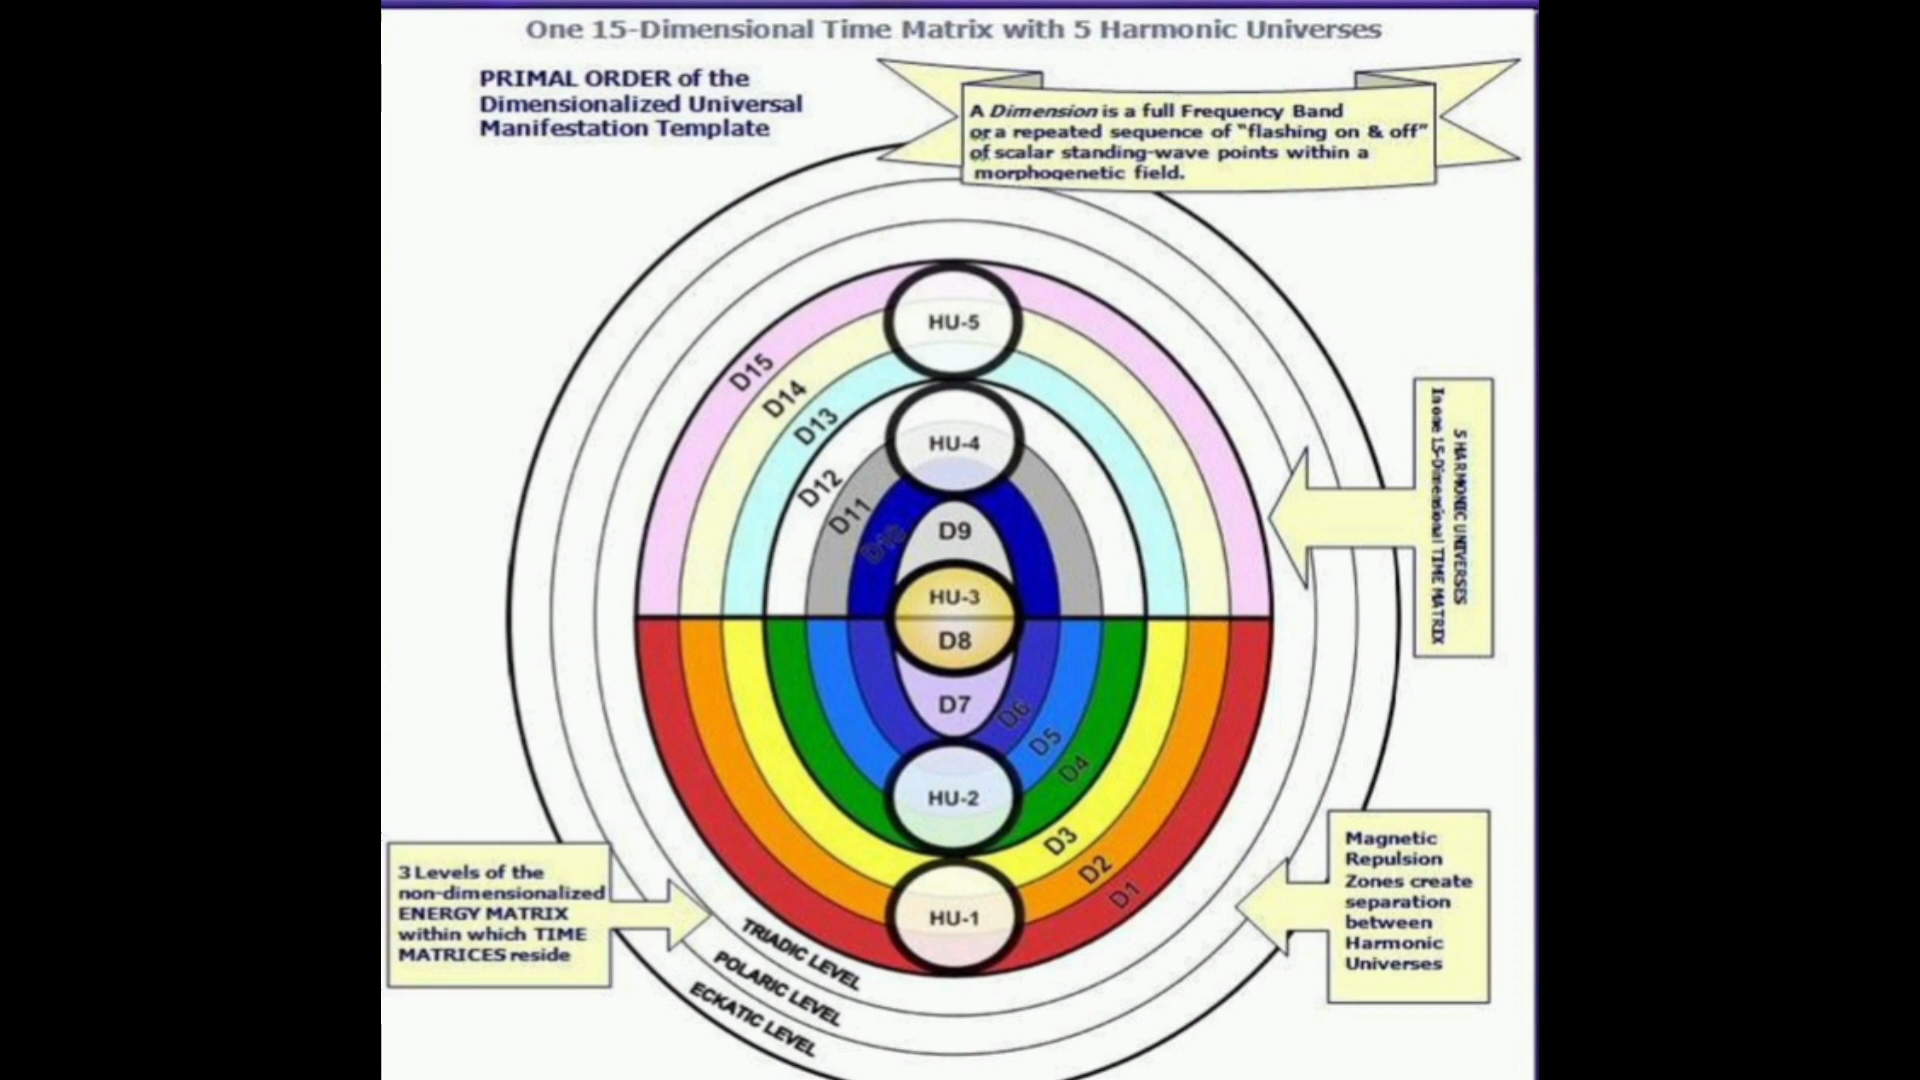 One 15-Dimensional Time Matrix with 5 Harmonic Universes
PRIMAL ORDER of the
Dimensionalized Universal
Manifestation Template
A Dimension is a full Frequency Band
or a repeated sequence of "flashing on & off"
of scalar standing-wave points within a
morphogenetic field.
HU-5
D15
D14
D13
HU-4
D12
D11
D10
D9
HU-3
D8
D7
D6
D5
D4
HU-2
D3
D2
D1
HU-1
5 HARMONIC UNIVERSES
In one 15-Dimensional TIME MATRIX
Magnetic
Repulsion
Zones create
separation
between
Harmonic
Universes
3 Levels of the
non-dimensionalized
ENERGY MATRIX
within which TIME
MATRICES reside
TRIADIC LEVEL
POLARIC LEVEL
ECKATIC LEVEL